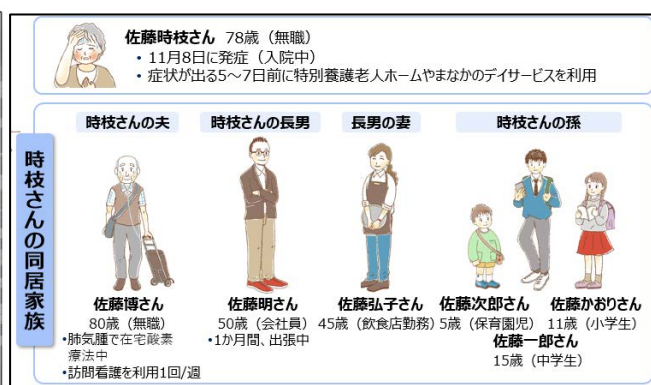 佐藤時枝さん 78歳（無職）
・11月8日に発症（入院中）
・症状が出る5～7日前に特別養護老人ホームやまなかのデイサービスを利用
時枝さんの同居家族
時枝さんの夫
佐藤博さん
80歳（無職）
•肺気腫で在宅酸素
療法中
•訪問看護を利用1回/週
時枝さんの長男
佐藤明さん
50歳（会社員）
•1か月間、出張中
長男の妻
佐藤弘子さん
45歳（飲食店勤務）
時枝さんの孫
佐藤次郎さん
5歳（保育園児）
佐藤一郎さん
15歳（中学生）
佐藤かおりさん
11歳（小学生）